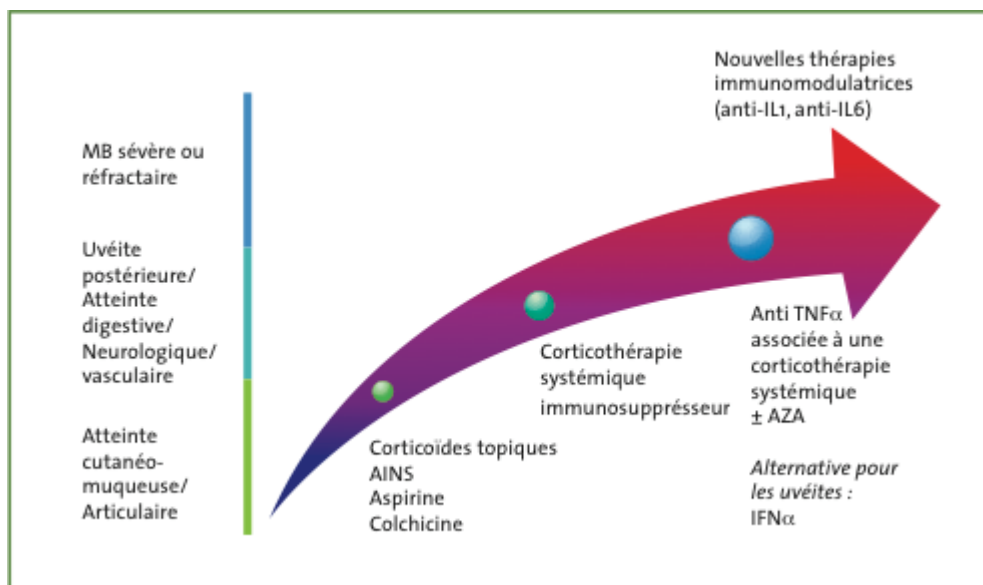 Nouvelles thérapies
immunomodulatrices
(anti-IL1, anti-IL6)
MB sévère ou
réfractaire
Uvéite
postérieure/
Atteinte
digestive/
Neurologique/
vasculaire
Atteinte
cutanéo-
muqueuse/
Articulaire
Corticoïdes topiques
AINS
Aspirine
Colchicine
Corticothérapie
systémique
immunosupprésseur
Anti TNFα
associée à une
corticothérapie
systémique
± AZA
Alternative pour
les uvéites :
IFNα